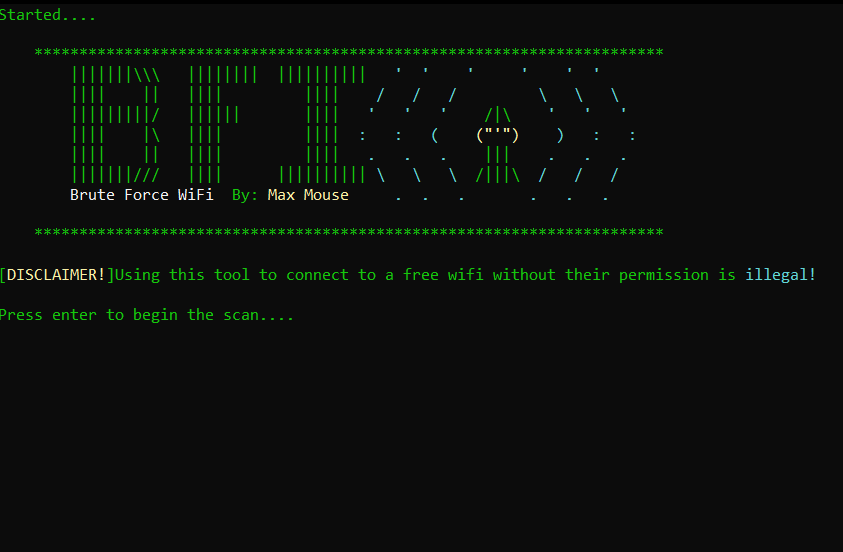 Started....
BFI
Brute Force WiFi By: Max Mouse
[DISCLAIMER!]Using this tool to connect to a free wifi without their permission is illegal!
Press enter to begin the scan....